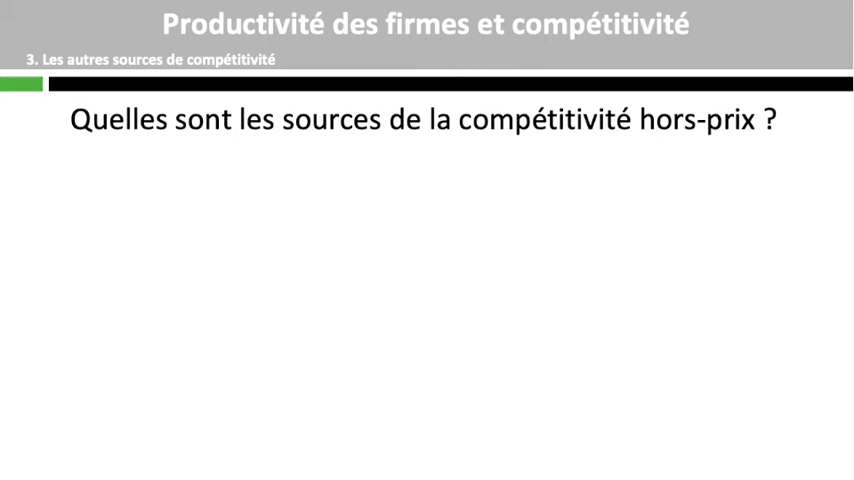 Productivité des firmes et compétitivité
3. Les autres sources de compétitivité
Quelles sont les sources de la compétitivité hors-prix ?